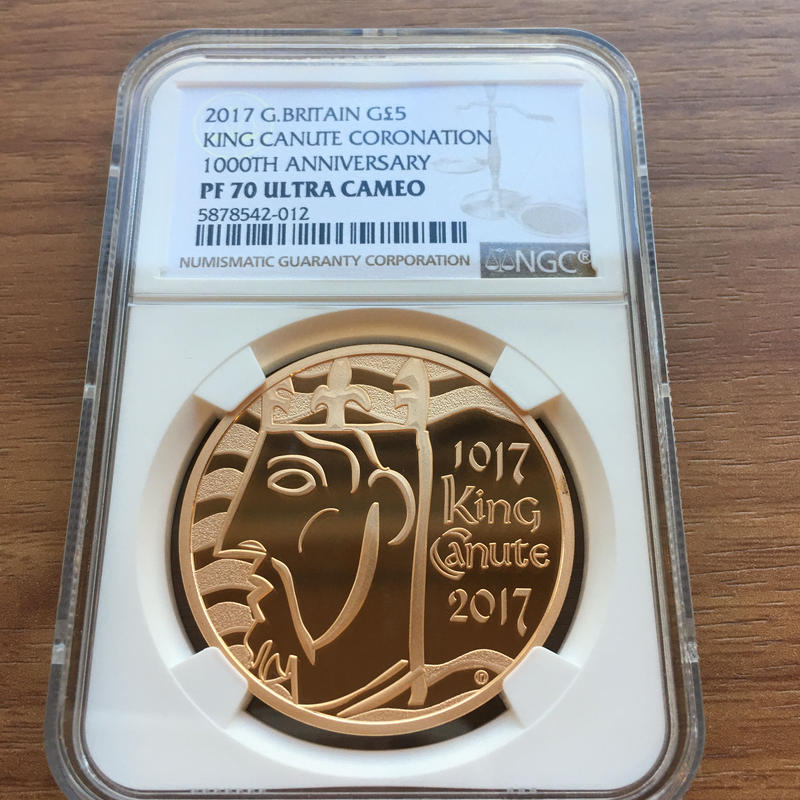 2017 G.BRITAIN G£5
KING CANUTE CORONATION
1000TH ANNIVERSARY
PF 70 ULTRA CAMEO
5878542-012
NUMISMATIC GUARANTY CORPORATION
NGC®
1017
King
Canute
2017